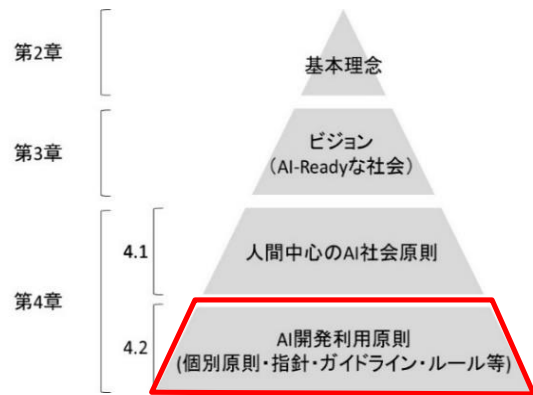 第2章
基本理念
第3章
ビジョン
(AI-Readyな社会)
第4章
4.1
人間中心のAI社会原則
4.2
AI開発利用原則
(個別原則・指針・ガイドライン・ルール等)